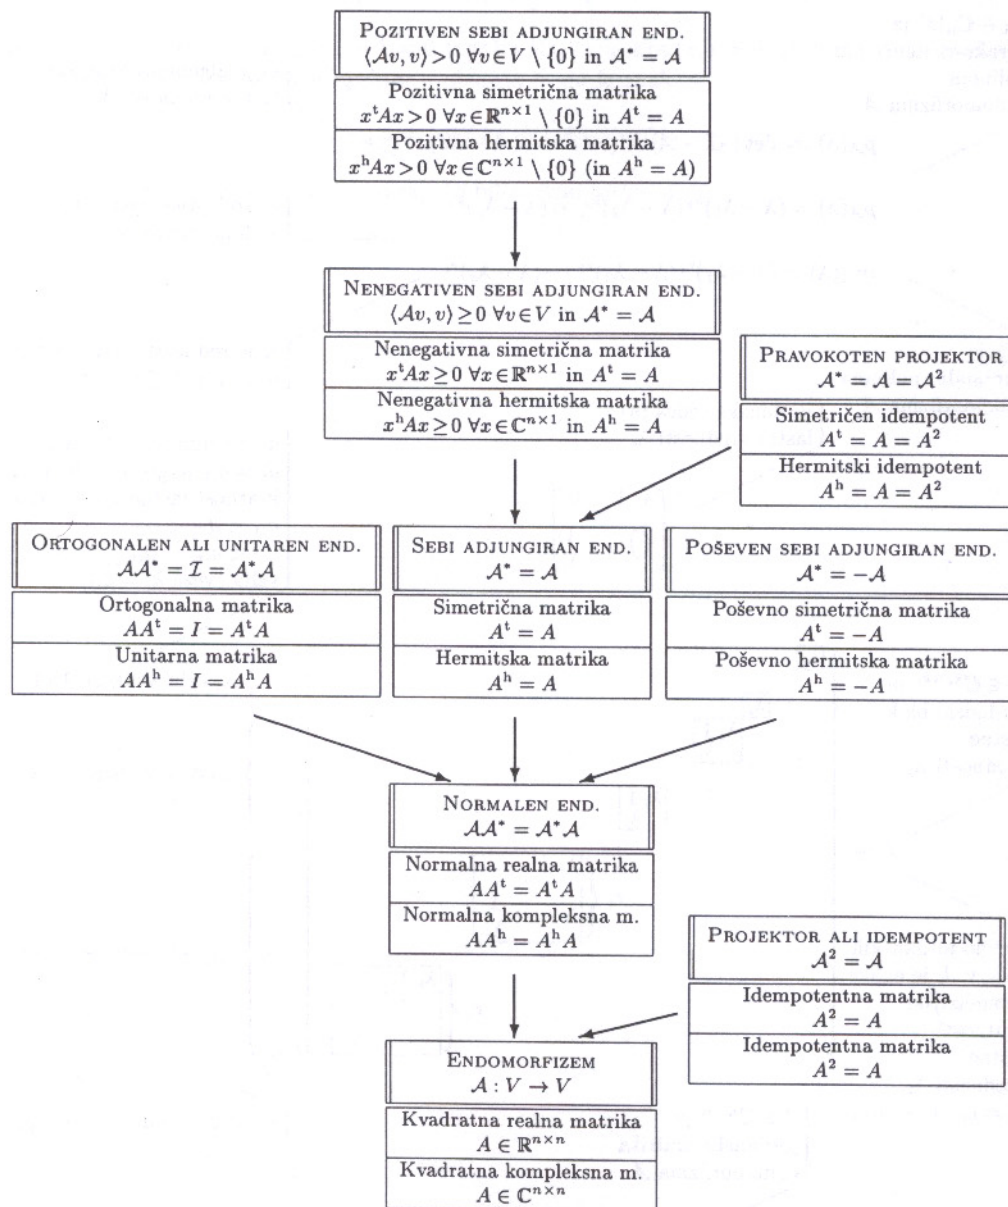 POZITIVEN SEBI ADJUNGIRAN END.
⟨𝒜v, v⟩ > 0 ∀v ∈ V \ {0} in 𝒜* = 𝒜
Pozitivna simetrična matrika
xᵗAx > 0 ∀x ∈ ℝⁿˣ¹ \ {0} in Aᵗ = A
Pozitivna hermitska matrika
xʰAx > 0 ∀x ∈ ℂⁿˣ¹ \ {0} (in Aʰ = A)
NENEGATIVEN SEBI ADJUNGIRAN END.
⟨𝒜v, v⟩ ≥ 0 ∀v ∈ V in 𝒜* = 𝒜
Nenegativna simetrična matrika
xᵗAx ≥ 0 ∀x ∈ ℝⁿˣ¹ in Aᵗ = A
Nenegativna hermitska matrika
xʰAx ≥ 0 ∀x ∈ ℂⁿˣ¹ in Aʰ = A
PRAVOKOTEN PROJEKTOR
𝒜* = 𝒜 = 𝒜²
Simetričen idempotent
Aᵗ = A = A²
Hermitski idempotent
Aʰ = A = A²
ORTOGONALEN ALI UNITAREN END.
𝒜𝒜* = ℐ = 𝒜*𝒜
Ortogonalna matrika
AAᵗ = I = AᵗA
Unitarna matrika
AAʰ = I = AʰA
SEBI ADJUNGIRAN END.
𝒜* = 𝒜
Simetrična matrika
Aᵗ = A
Hermitska matrika
Aʰ = A
POŠEVEN SEBI ADJUNGIRAN END.
𝒜* = −𝒜
Poševno simetrična matrika
Aᵗ = −A
Poševno hermitska matrika
Aʰ = −A
NORMALEN END.
𝒜𝒜* = 𝒜*𝒜
Normalna realna matrika
AAᵗ = AᵗA
Normalna kompleksna m.
AAʰ = AʰA
PROJEKTOR ALI IDEMPOTENT
𝒜² = 𝒜
Idempotentna matrika
A² = A
Idempotentna matrika
A² = A
ENDOMORFIZEM
𝒜 : V → V
Kvadratna realna matrika
A ∈ ℝⁿˣⁿ
Kvadratna kompleksna m.
A ∈ ℂⁿˣⁿ